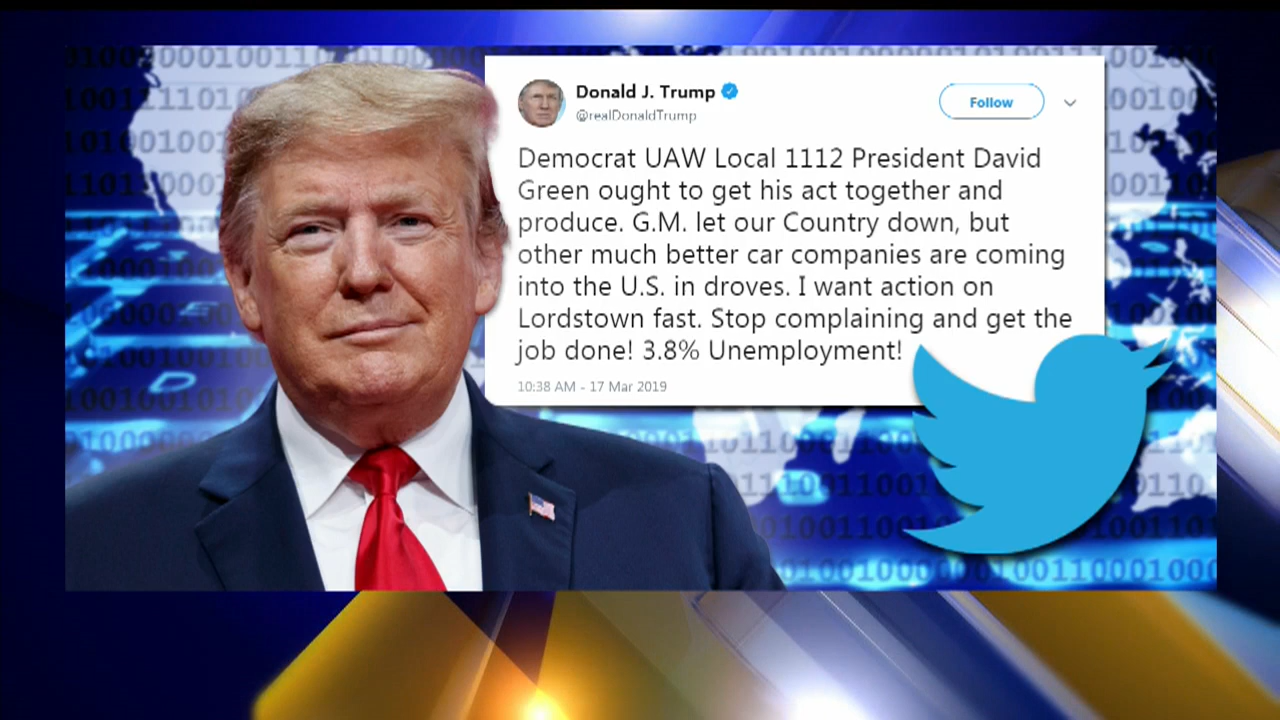 Donald J. Trump
@realDonaldTrump
Follow
Democrat UAW Local 1112 President David
Green ought to get his act together and
produce. G.M. let our Country down, but
other much better car companies are coming
into the U.S. in droves. I want action on
Lordstown fast. Stop complaining and get the
job done! 3.8% Unemployment!
10:38 AM - 17 Mar 2019